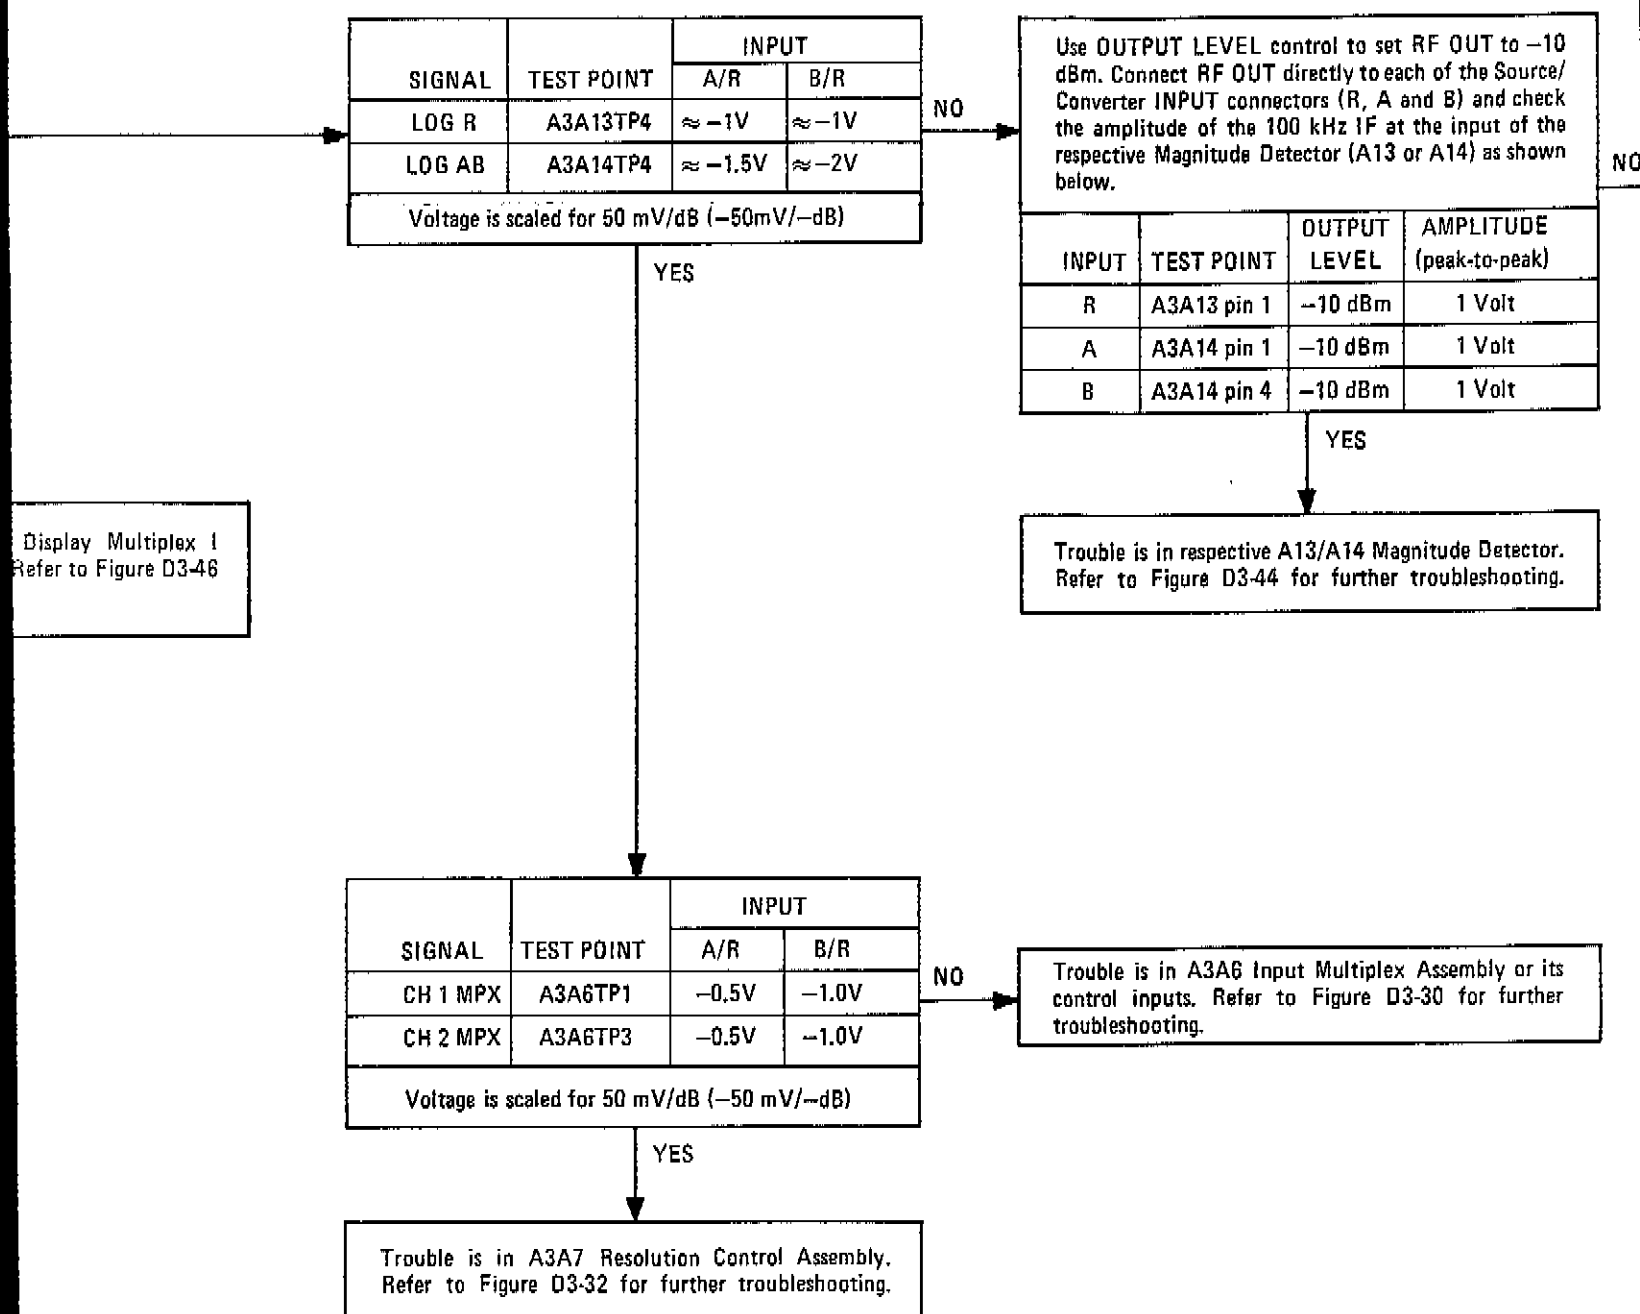 INPUT
SIGNAL TEST POINT A/R B/R
LOG R A3A13TP4 ≈ –1V ≈ –1V
LOG AB A3A14TP4 ≈ –1.5V ≈ –2V
Voltage is scaled for 50 mV/dB (–50mV/–dB)
NO
YES
Use OUTPUT LEVEL control to set RF OUT to –10
dBm. Connect RF OUT directly to each of the Source/
Converter INPUT connectors (R, A and B) and check
the amplitude of the 100 kHz IF at the input of the
respective Magnitude Detector (A13 or A14) as shown
below.
NO
OUTPUT AMPLITUDE
INPUT TEST POINT LEVEL (peak-to-peak)
R A3A13 pin 1 –10 dBm 1 Volt
A A3A14 pin 1 –10 dBm 1 Volt
B A3A14 pin 4 –10 dBm 1 Volt
YES
Trouble is in respective A13/A14 Magnitude Detector.
Refer to Figure D3-44 for further troubleshooting.
Display Multiplex I
Refer to Figure D3-46
INPUT
SIGNAL TEST POINT A/R B/R
CH 1 MPX A3A6TP1 –0.5V –1.0V
CH 2 MPX A3A6TP3 –0.5V –1.0V
Voltage is scaled for 50 mV/dB (–50 mV/–dB)
NO
Trouble is in A3A6 Input Multiplex Assembly or its
control inputs. Refer to Figure D3-30 for further
troubleshooting.
YES
Trouble is in A3A7 Resolution Control Assembly.
Refer to Figure D3-32 for further troubleshooting.